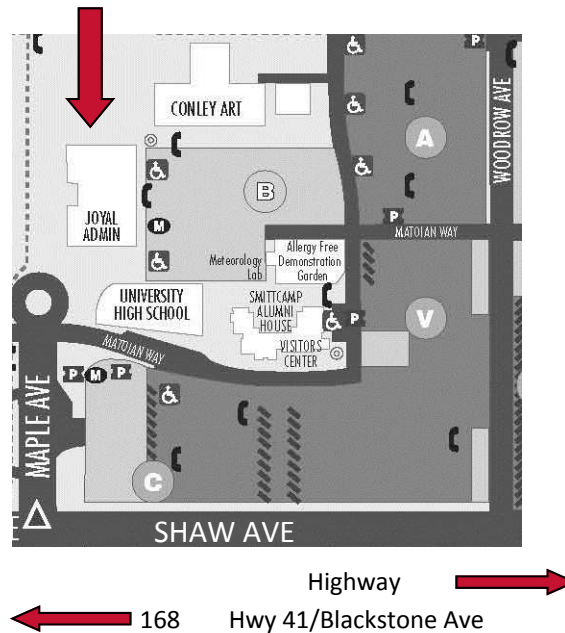 CONLEY ART
P
WOODROW AVE
A
B
JOYAL
ADMIN
M
P
MATOIAN WAY
Meteorology
Lab
Allergy Free
Demonstration
Garden
UNIVERSITY
HIGH SCHOOL
SMITTCAMP
ALUMNI
HOUSE
P
V
MATOIAN WAY
VISITORS
CENTER
P M P
MAPLE AVE
C
SHAW AVE
Highway
168 Hwy 41/Blackstone Ave